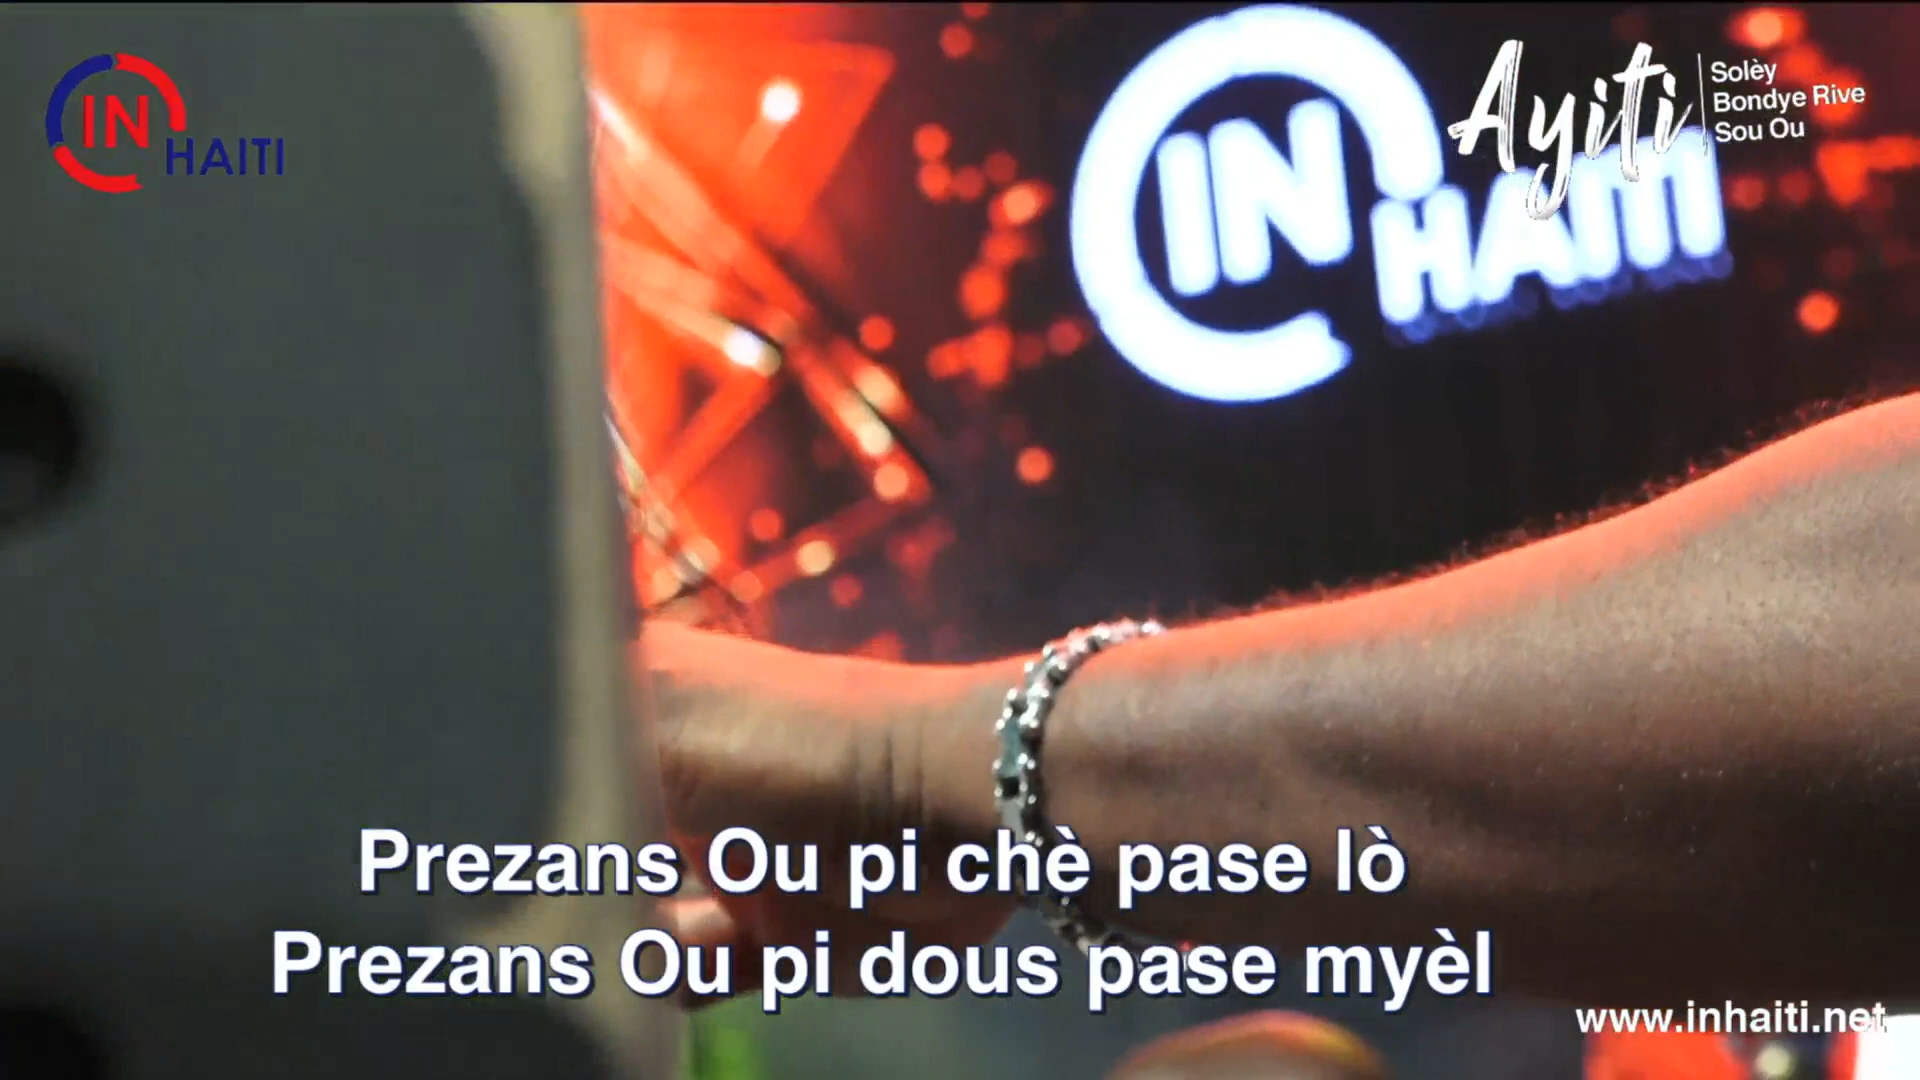 IN
HAITI
IN
HAITI
Ayiti
Solèy
Bondye Rive
Sou Ou
Prezans Ou pi chè pase lò
Prezans Ou pi dous pase myèl
www.inhaiti.net